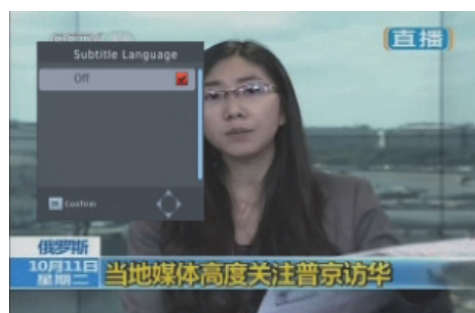 直播
Subtitle Language
Off
OK Confirm
俄罗斯
10月11日
星期二
当地媒体高度关注普京访华